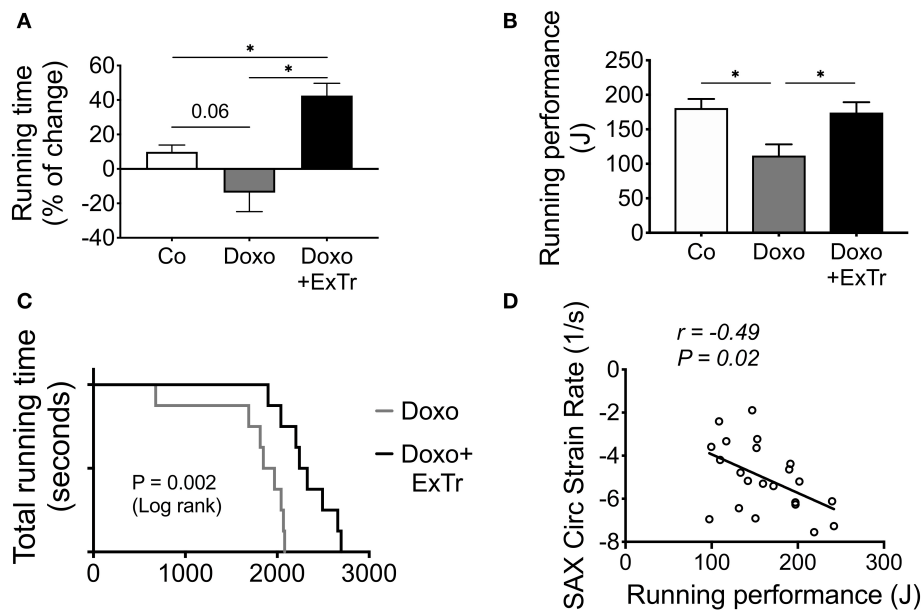 A
Running time
(% of change)
60
40
20
0
-20
-40
*
*
0.06
Co
Doxo
Doxo
+ExTr
B
Running performance
(J)
250
200
150
100
50
0
*
*
Co
Doxo
Doxo
+ExTr
C
Total running time
(seconds)
P = 0.002
(Log rank)
0
1000
2000
3000
Doxo
Doxo+
ExTr
D
SAX Circ Strain Rate (1/s)
r = -0.49
P = 0.02
0
-2
-4
-6
-8
0
100
200
300
Running performance (J)